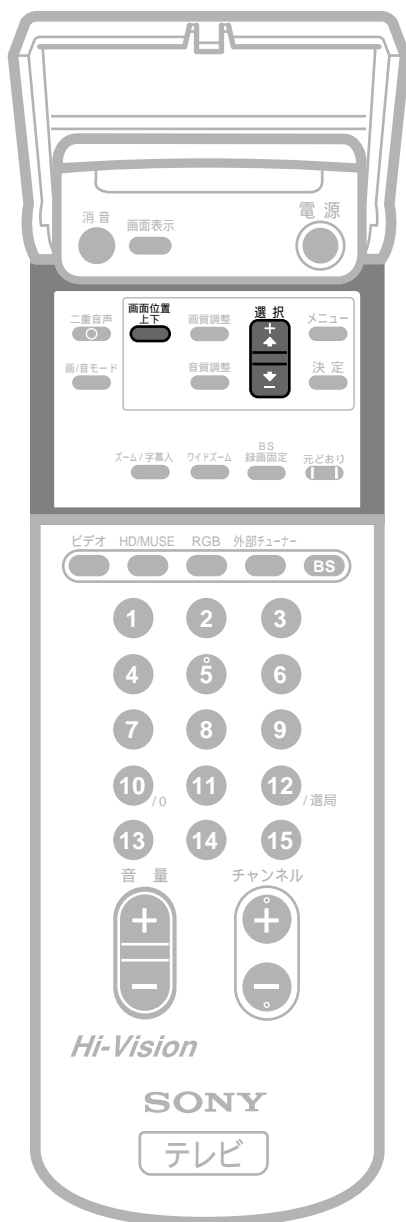 消音
画面表示
電源
二重音声
画面位置
上下
画質調整
選択
+
−
メニュー
画/音モード
音質調整
決定
ズーム/字幕入
ワイドズーム
BS
録画固定
元どおり
ビデオ HD/MUSE RGB 外部チューナー
BS
1 2 3
4 5 6
7 8 9
10/0 11 12/選局
13 14 15
音量 チャンネル
+ +
− −
Hi-Vision
SONY
テレビ